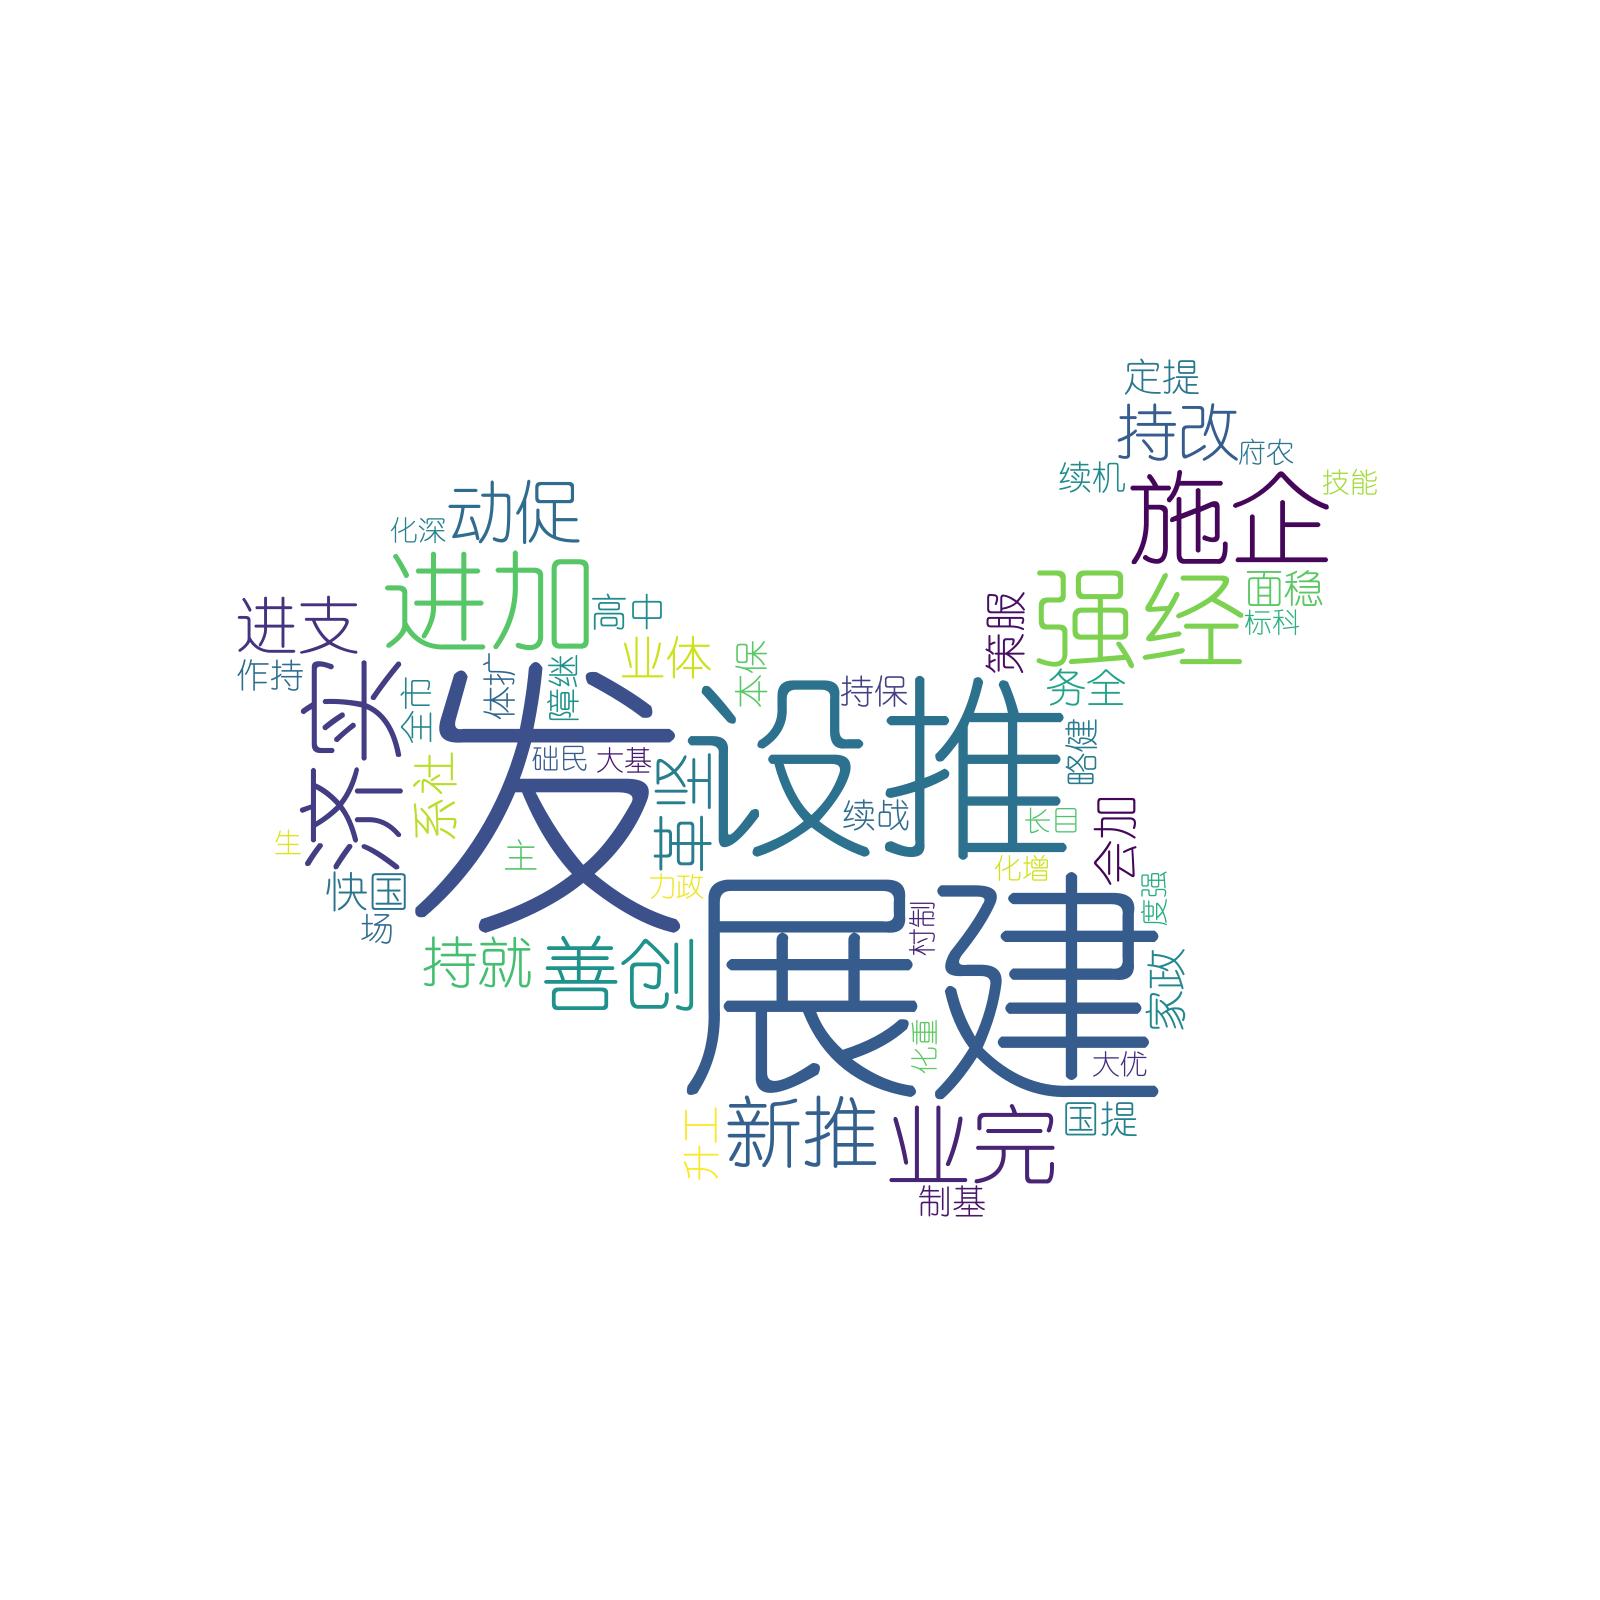 定提
持改
府农
续机
技能
施企
动促
化深
进加
强经
面稳
标科
进支
高中
策服
业体
作持
济实
全市
体扩
障继
本保
持保
务全
发
设推
础民
大基
革坚
略健
系社
续战
长目
会加
生
主
化增
快国
力政
度强
场
展建
村制
持就
善创
家政
化重
大优
新推
业完
国提
升工
制基